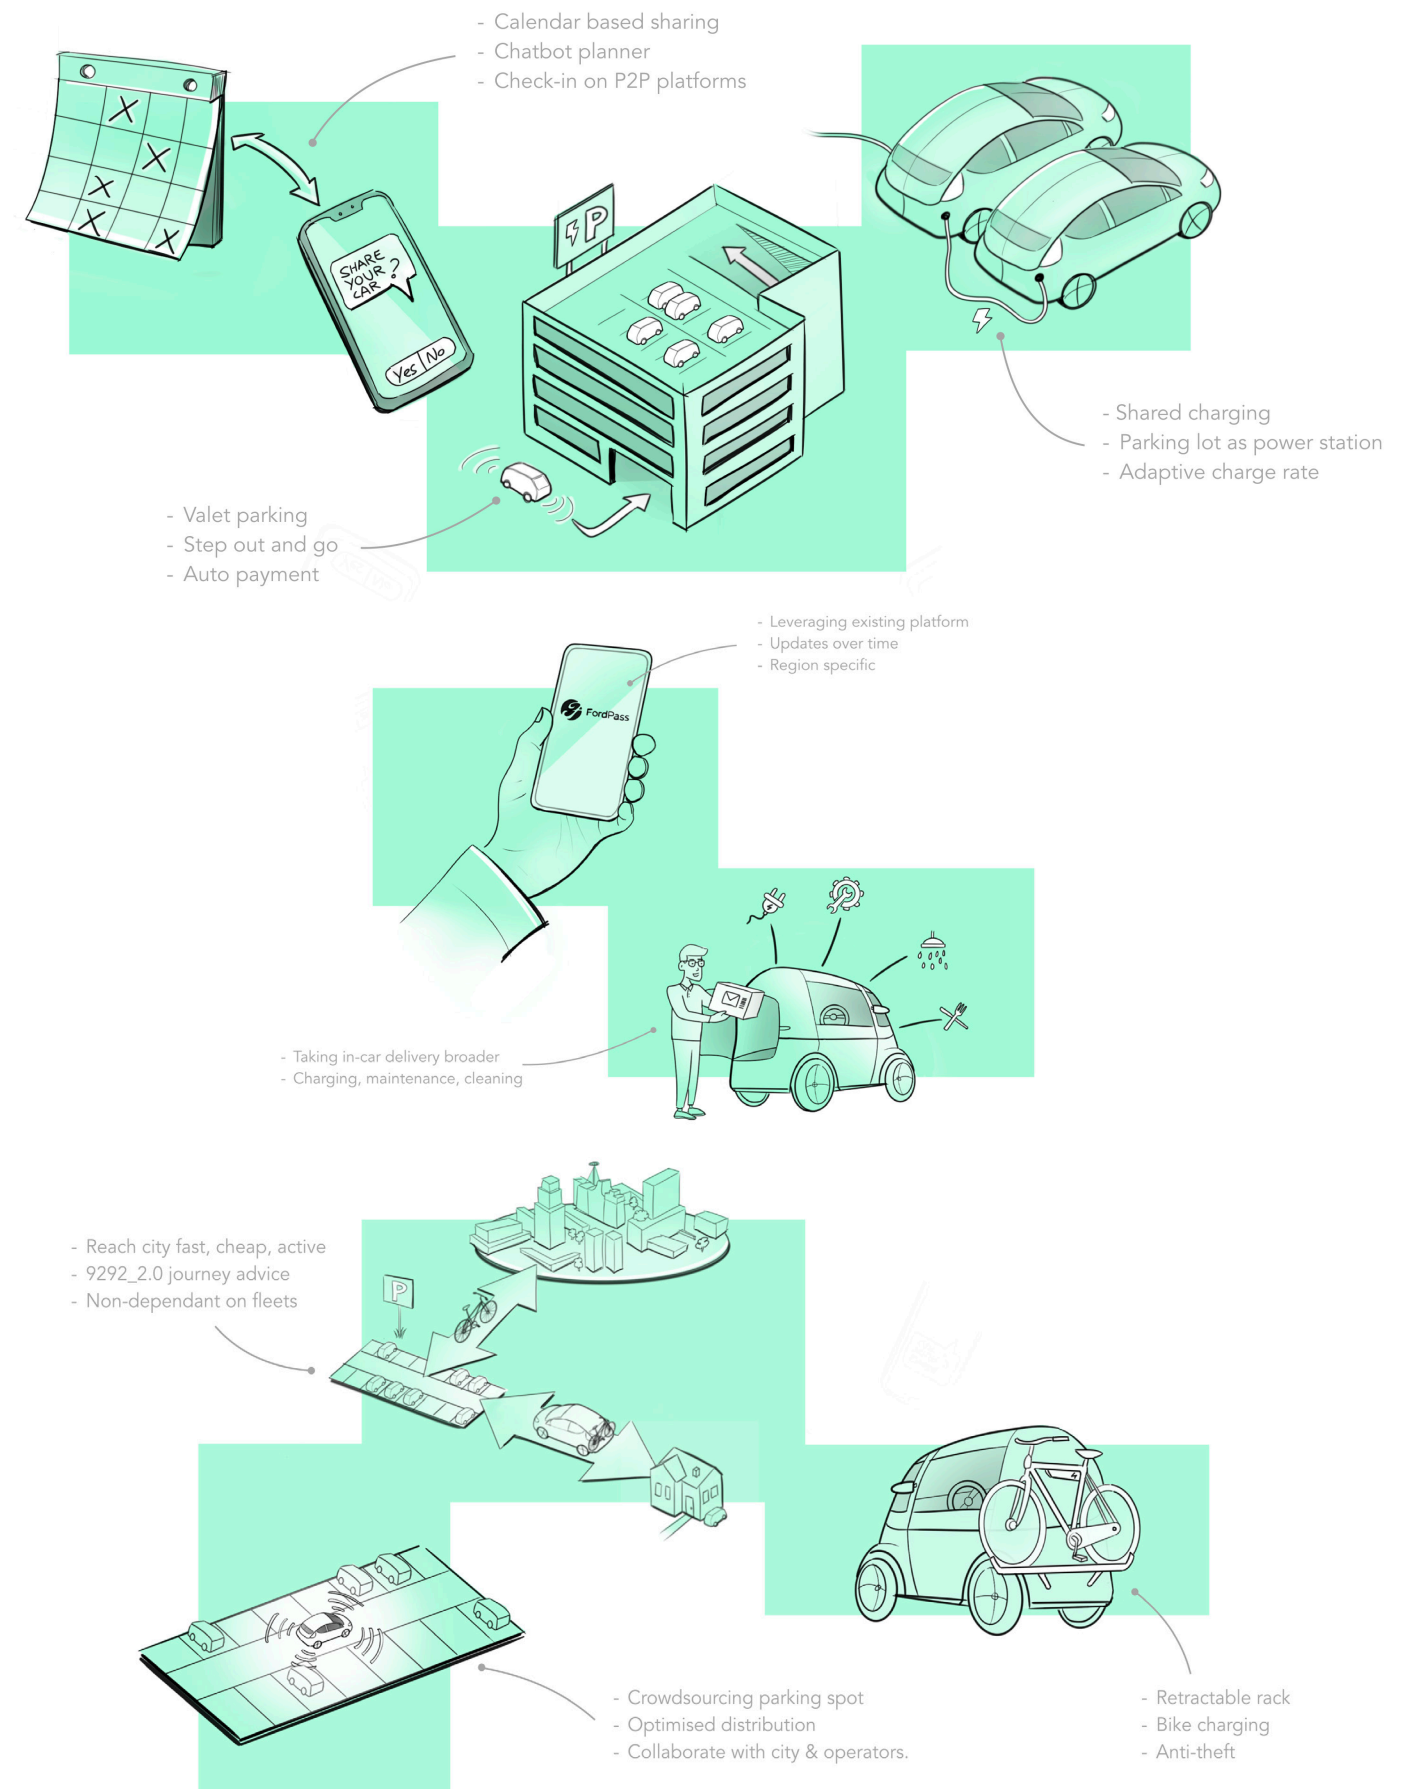 - Calendar based sharing
- Chatbot planner
- Check-in on P2P platforms
P
SHARE
YOUR
CAR ?
Yes No
- Shared charging
- Parking lot as power station
- Adaptive charge rate
- Valet parking
- Step out and go
- Auto payment
- Leveraging existing platform
- Updates over time
- Region specific
FordPass
- Taking in-car delivery broader
- Charging, maintenance, cleaning
- Reach city fast, cheap, active
- 9292_2.0 journey advice
- Non-dependant on fleets
P
- Crowdsourcing parking spot
- Optimised distribution
- Collaborate with city & operators.
- Retractable rack
- Bike charging
- Anti-theft